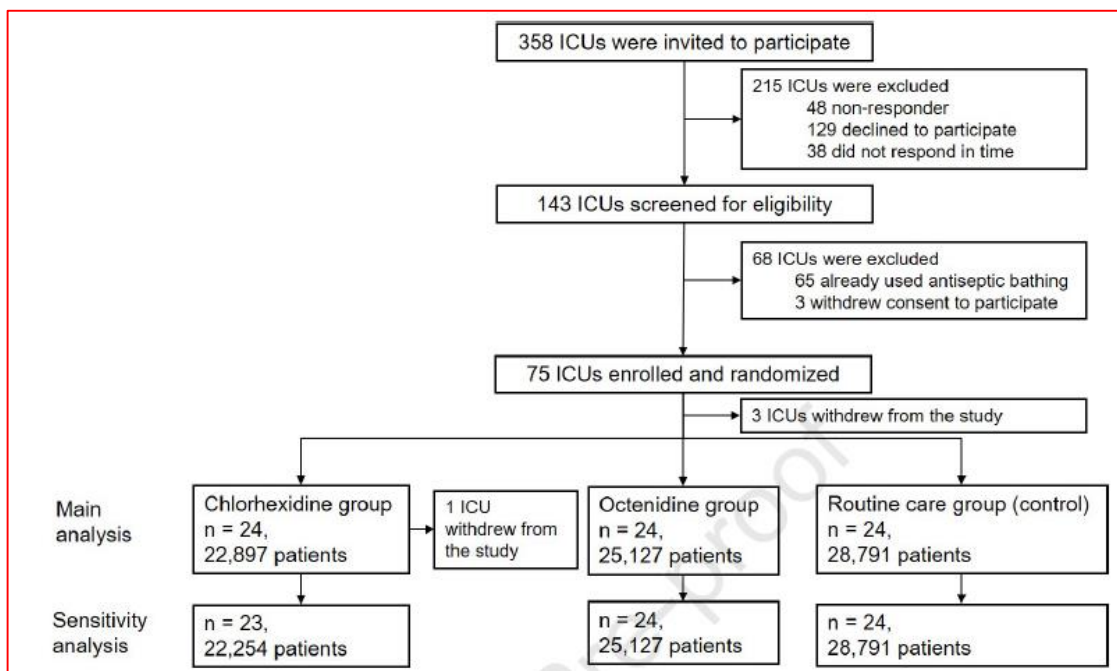 358 ICUs were invited to participate
215 ICUs were excluded
48 non-responder
129 declined to participate
38 did not respond in time
143 ICUs screened for eligibility
68 ICUs were excluded
65 already used antiseptic bathing
3 withdrew consent to participate
75 ICUs enrolled and randomized
3 ICUs withdrew from the study
Main
analysis
Chlorhexidine group
n = 24,
22,897 patients
1 ICU
withdrew from
the study
Octenidine group
n = 24,
25,127 patients
Routine care group (control)
n = 24,
28,791 patients
Sensitivity
analysis
n = 23,
22,254 patients
n = 24,
25,127 patients
n = 24,
28,791 patients
Pre-proof